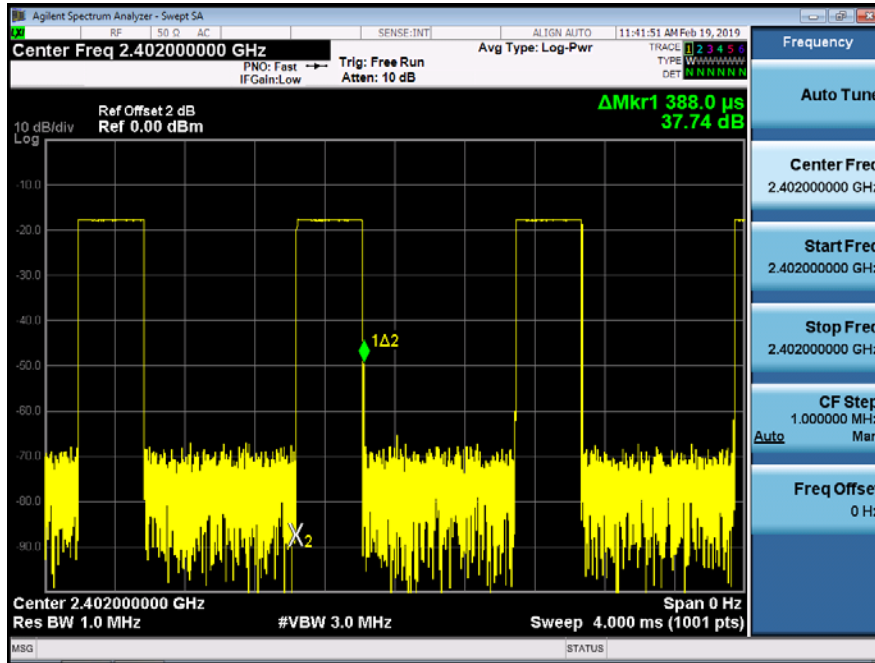 Agilent Spectrum Analyzer - Swept SA
LXI RF 50 Ω AC SENSE:INT ALIGN AUTO 11:41:51 AM Feb 19, 2019
Center Freq 2.402000000 GHz
PNO: Fast
IFGain:Low
Trig: Free Run
Atten: 10 dB
Avg Type: Log-Pwr
TRACE 1 2 3 4 5 6
TYPE W
DET N N N N N N
ΔMkr1 388.0 µs
37.74 dB
Ref Offset 2 dB
10 dB/div Ref 0.00 dBm
Log
-10.0
-20.0
-30.0
-40.0
1Δ2
-50.0
-60.0
-70.0
-80.0
-90.0
X2
Center 2.402000000 GHz Span 0 Hz
Res BW 1.0 MHz #VBW 3.0 MHz Sweep 4.000 ms (1001 pts)
MSG STATUS
Frequency
Auto Tune
Center Freq
2.402000000 GHz
Start Freq
2.402000000 GHz
Stop Freq
2.402000000 GHz
CF Step
1.000000 MHz
Auto Man
Freq Offset
0 Hz